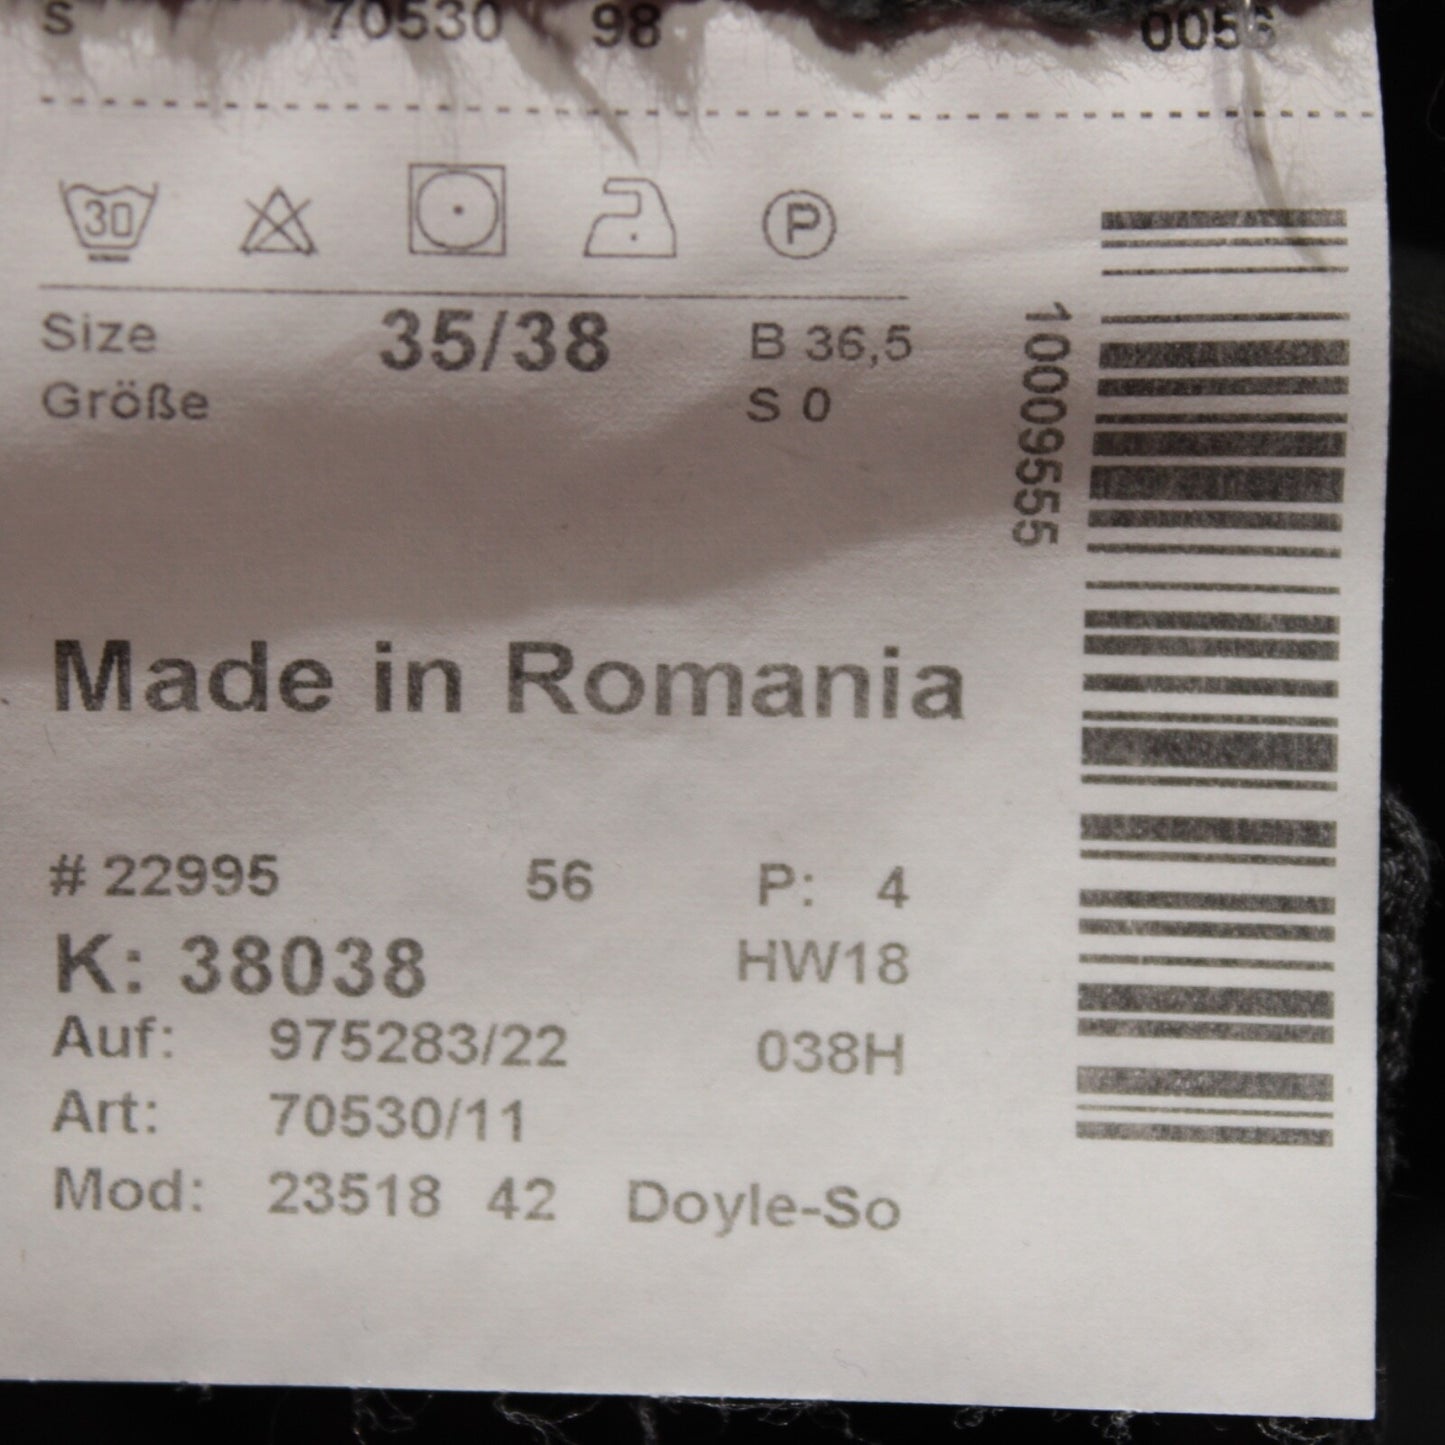 S 70530 98 0056
30 P
Size 35/38 B 36,5
Größe S 0
10009555
Made in Romania
# 22995 56 P: 4
K: 38038 HW18
Auf: 975283/22 038H
Art: 70530/11
Mod: 23518 42 Doyle-So